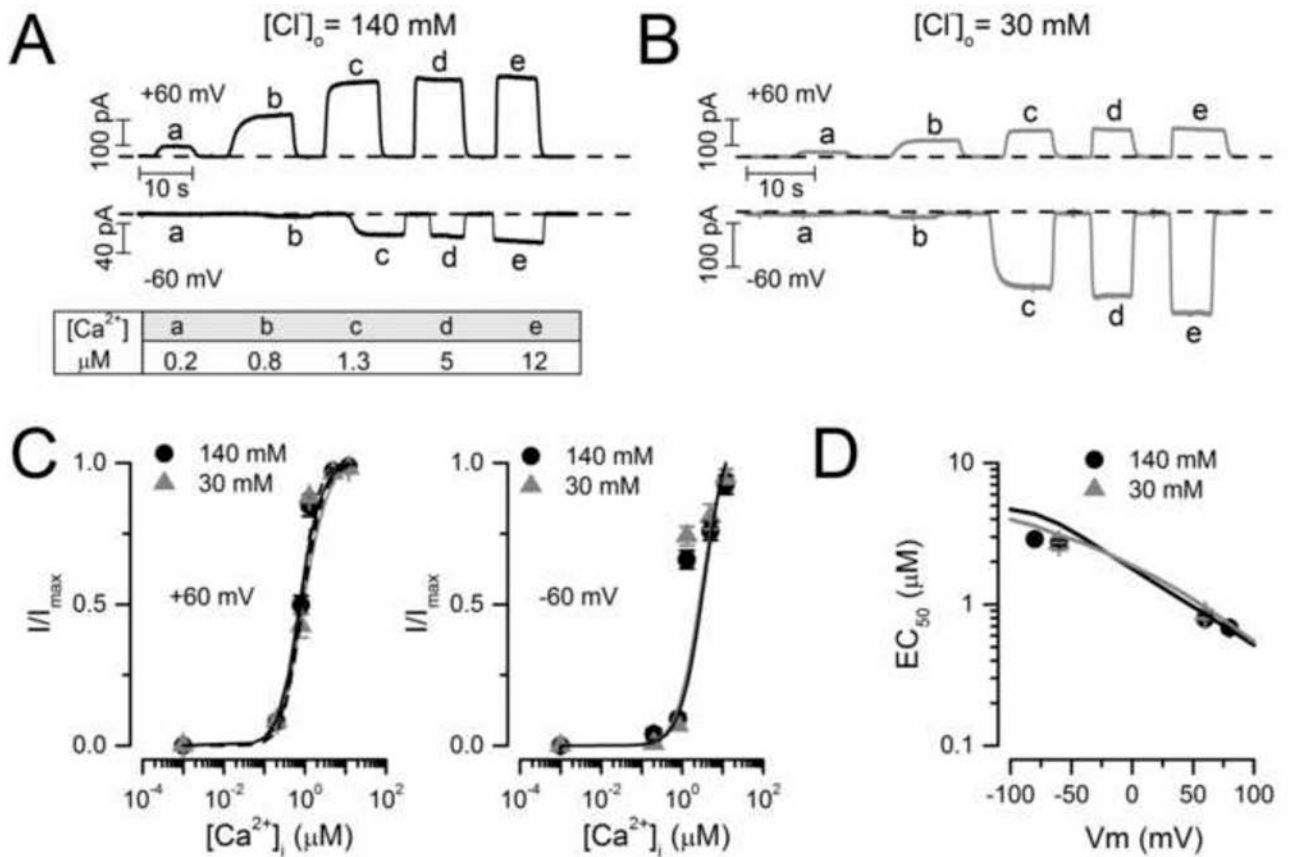 A
[Cl-]o = 140 mM
+60 mV
a
b
c
d
e
100 pA
10 s
40 pA
a
b
c
d
e
-60 mV
[Ca2+] a b c d e
μM 0.2 0.8 1.3 5 12
B
[Cl-]o = 30 mM
+60 mV
a
b
c
d
e
100 pA
10 s
100 pA
a
b
c
d
e
-60 mV
C
140 mM
30 mM
1.0
0.5
0.0
I/Imax
+60 mV
10-4 10-2 100 102
[Ca2+]i (μM)
140 mM
30 mM
1.0
0.5
0.0
I/Imax
-60 mV
10-4 10-2 100 102
[Ca2+]i (μM)
D
140 mM
30 mM
10
1
0.1
EC50 (μM)
-100 -50 0 50 100
Vm (mV)